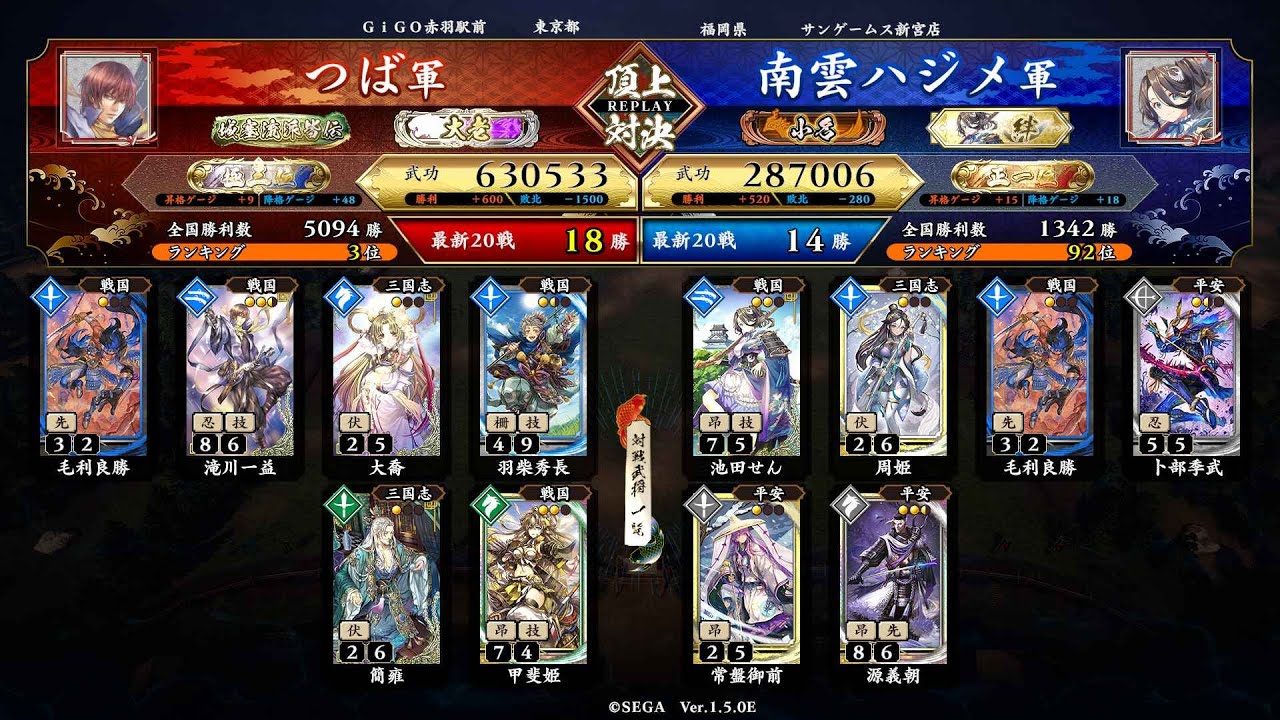 ＧｉＧＯ赤羽駅前　東京都
福岡県　サンゲームス新宮店
つば軍
頂上
REPLAY
対決
南雲ハジメ軍
城塞流派皆伝
大老
小名
絆
極正一位
武功 630533
勝利 +600 敗北 −1500
武功 287006
勝利 +520 敗北 −280
正一位
昇格ゲージ +9 降格ゲージ +48
昇格ゲージ +15 降格ゲージ +18
全国勝利数 5094勝
ランキング 3位
最新20戦 18勝
最新20戦 14勝
全国勝利数 1342勝
ランキング 92位
戦国
先
3 2
毛利良勝
戦国
忍 技
8 6
滝川一益
三国志
伏
2 5
大喬
戦国
柵 技
4 9
羽柴秀長
対戦武将一覧
戦国
昂 技
7 5
池田せん
三国志
伏
2 6
周姫
戦国
先
3 2
毛利良勝
平安
忍
5 5
卜部季武
三国志
伏
2 6
簡雍
戦国
昂 技
7 4
甲斐姫
平安
昂
2 5
常盤御前
平安
昂 先
8 6
源義朝
©SEGA Ver.1.5.0E